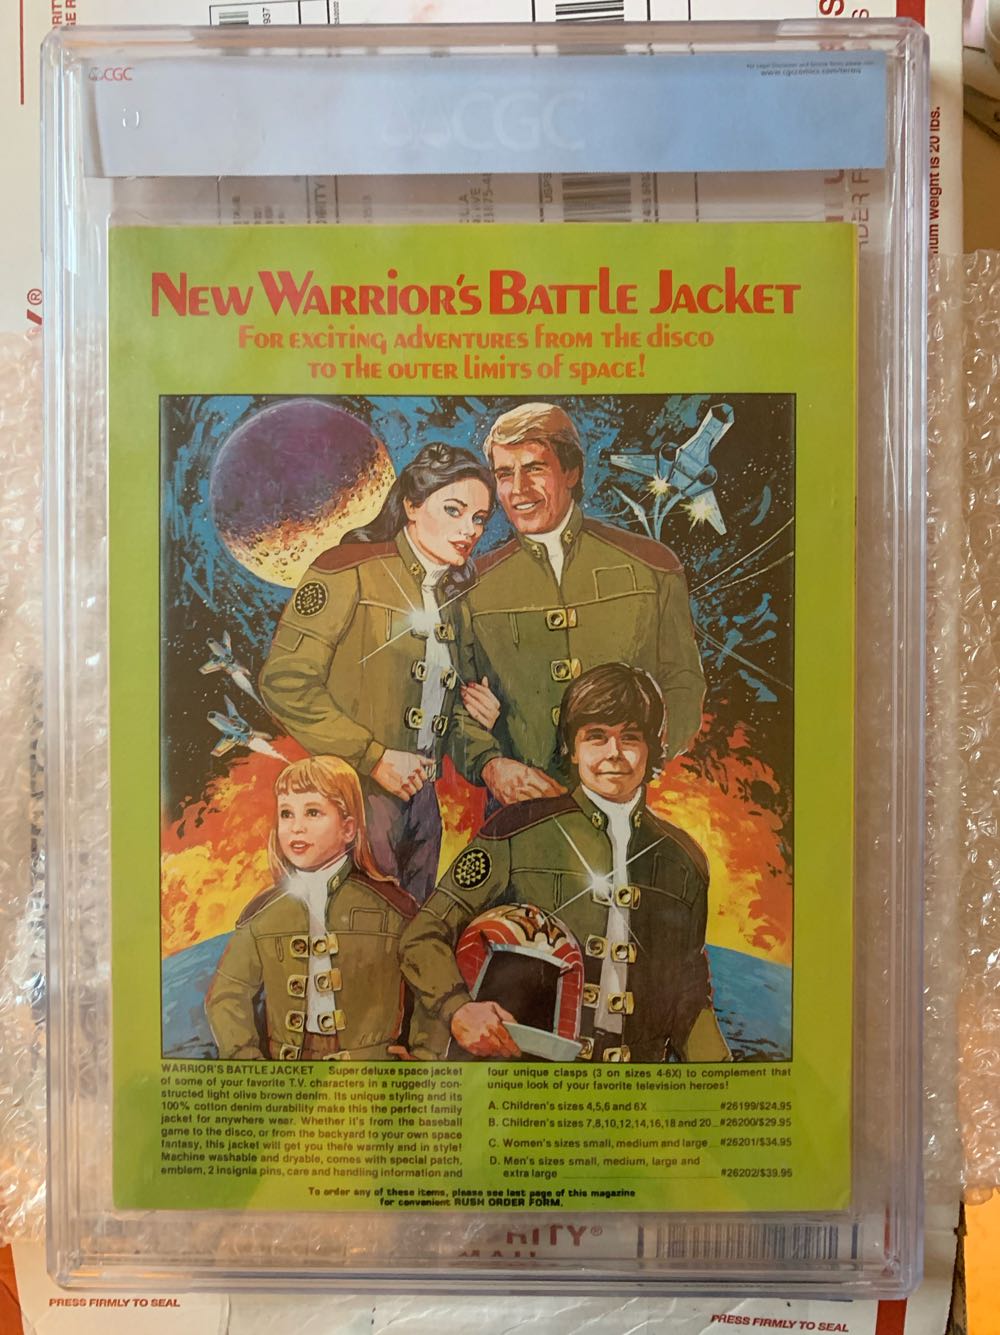 CGC
www.cgccomics.com/terms
CGC
NEW WARRIOR'S BATTLE JACKET
FOR EXCITING ADVENTURES FROM THE DISCO
TO THE OUTER LIMITS OF SPACE!
WARRIOR'S BATTLE JACKET Super deluxe space jacket
of some of your favorite T.V. characters in a ruggedly con-
structed light olive brown denim. Its unique styling and its
100% cotton denim durability make this the perfect family
jacket for anywhere wear. Whether it's from the baseball
game to the disco, or from the backyard to your own space
fantasy, this jacket will get you there warmly and in style!
Machine washable and dryable, comes with special patch,
emblem, 2 insignia pins, care and handling information and
four unique clasps (3 on sizes 4-6X) to complement that
unique look of your favorite television heroes!
A. Children's sizes 4,5,6 and 6X #26199/$24.95
B. Children's sizes 7,8,10,12,14,16,18 and 20 #26200/$29.95
C. Women's sizes small, medium and large #26201/$34.95
D. Men's sizes small, medium, large and
extra large #26202/$39.95
To order any of these items, please see last page of this magazine
for convenient RUSH ORDER FORM.
PRESS FIRMLY TO SEAL
PRESS FIRMLY TO SEAL
weight is 20 lbs.